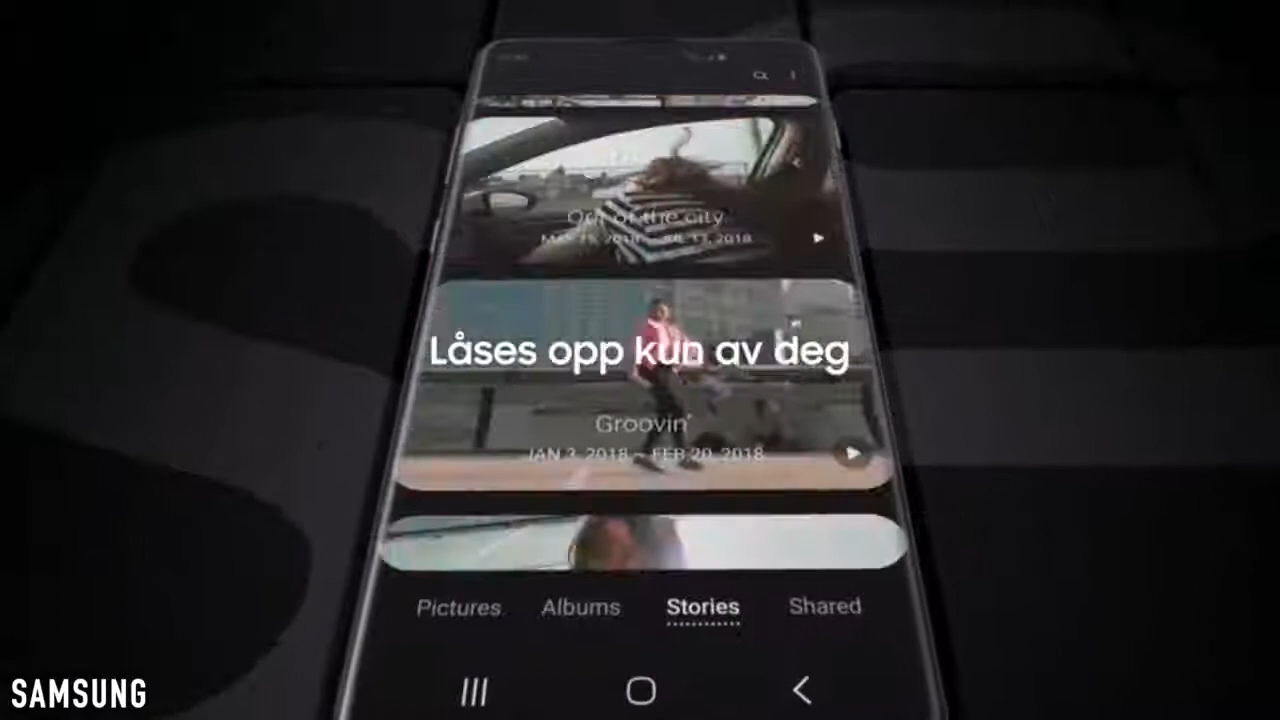 Out of the city
Låses opp kun av deg
Groovin'
JAN 2, 2018 ~ FEB 20, 2018
Pictures Albums Stories Shared
SAMSUNG